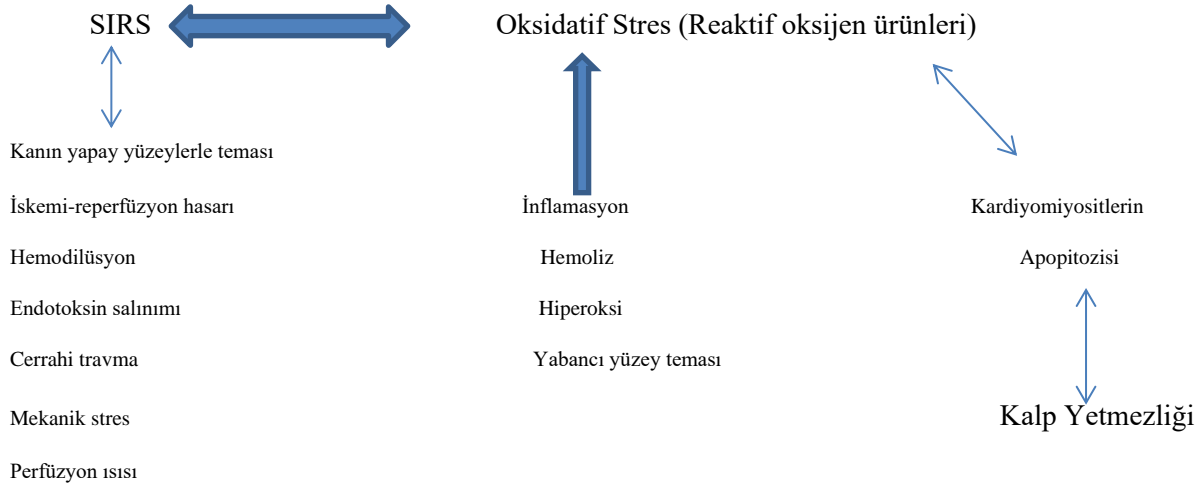 SIRS Oksidatif Stres (Reaktif oksijen ürünleri)
Kanın yapay yüzeylerle teması
İskemi-reperfüzyon hasarı İnflamasyon Kardiyomiyositlerin
Hemodilüsyon Hemoliz Apopitozisi
Endotoksin salınımı Hiperoksi
Cerrahi travma Yabancı yüzey teması
Mekanik stres Kalp Yetmezliği
Perfüzyon ısısı